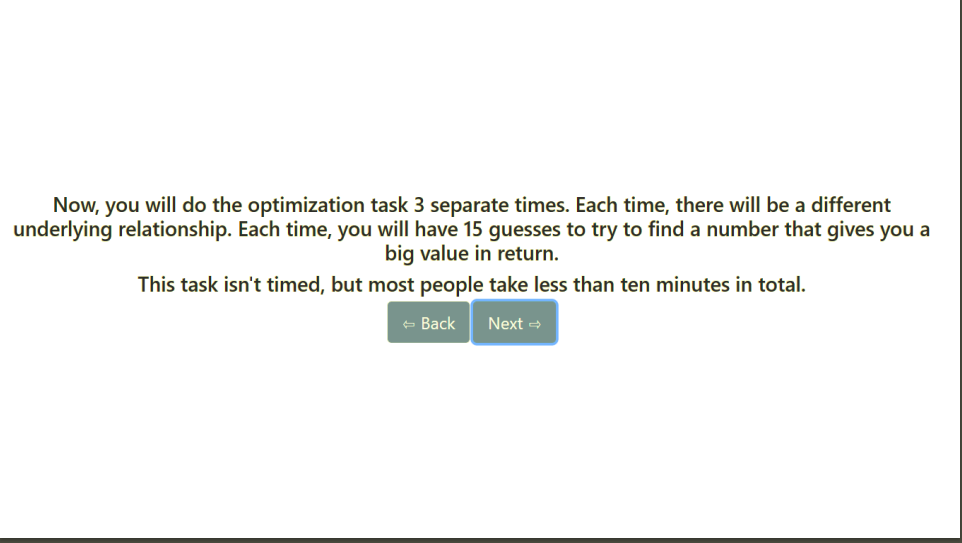 Now, you will do the optimization task 3 separate times. Each time, there will be a different
underlying relationship. Each time, you will have 15 guesses to try to find a number that gives you a
big value in return.
This task isn't timed, but most people take less than ten minutes in total.
⇦ Back Next ⇨